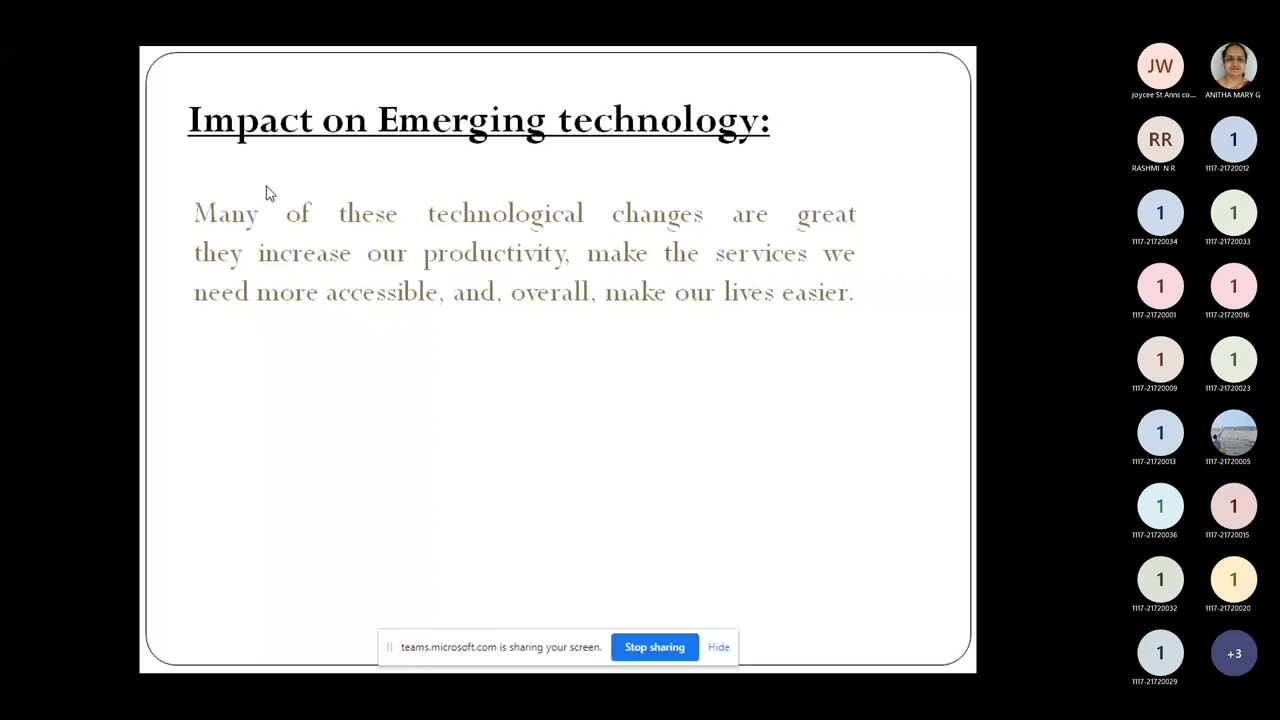 Impact on Emerging technology:
Many of these technological changes are great
they increase our productivity, make the services we
need more accessible, and, overall, make our lives easier.
teams.microsoft.com is sharing your screen. Stop sharing Hide
JW
joycee St Anns co...
ANITHA MARY G
RR
RASHMI N R
1
1117-21720012
1
1117-21720034
1
1117-21720033
1
1117-21720001
1
1117-21720016
1
1117-21720009
1
1117-21720023
1
1117-21720013
1117-21720005
1
1117-21720036
1
1117-21720015
1
1117-21720032
1
1117-21720020
1
1117-21720029
+3